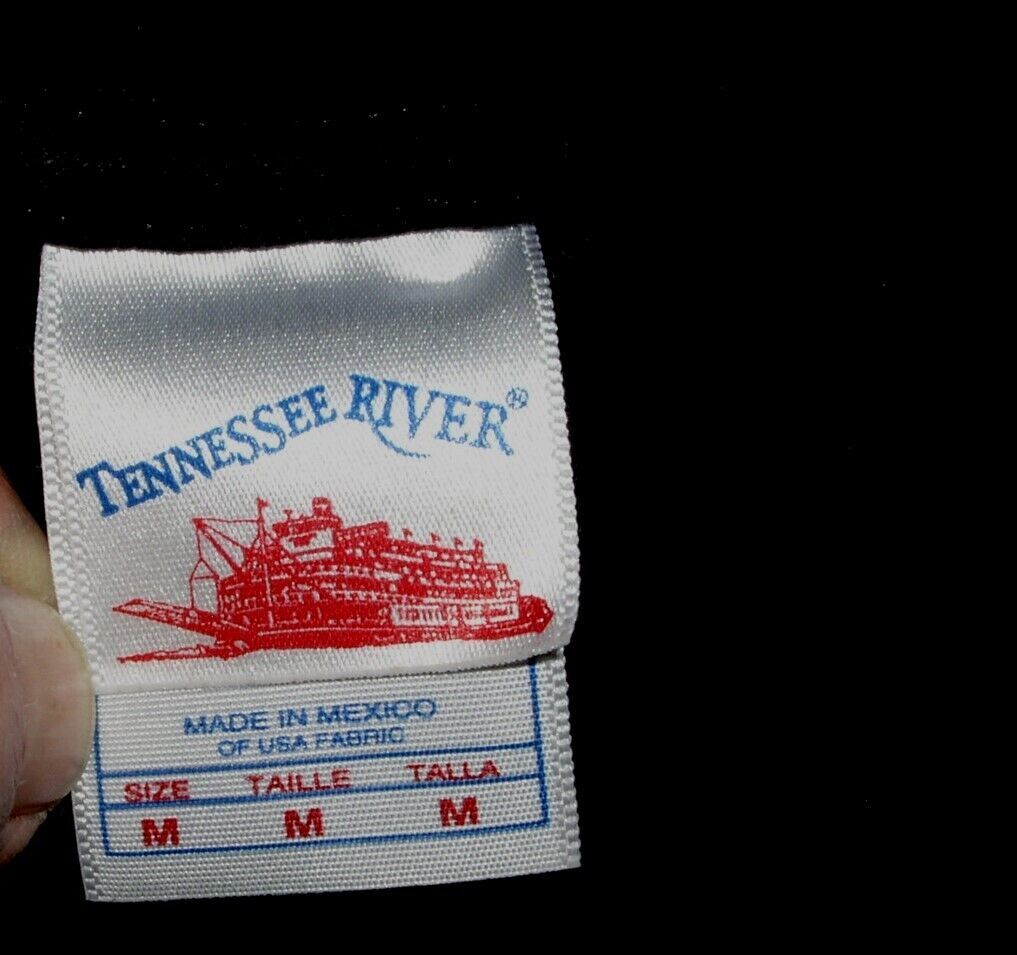 TENNESSEE RIVER®
MADE IN MEXICO
OF USA FABRIC
SIZE TAILLE TALLA
M M M